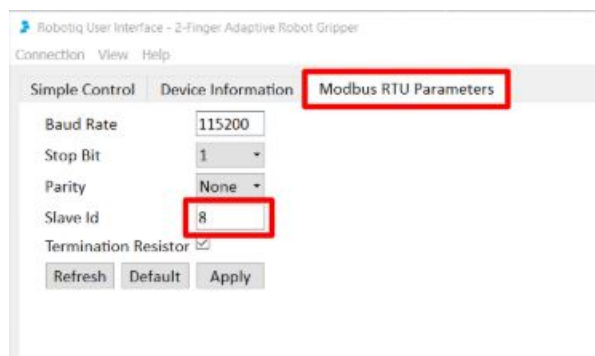 Robotiq User Interface - 2-Finger Adaptive Robot Gripper
Connection View Help
Simple Control Device Information Modbus RTU Parameters
Baud Rate 115200
Stop Bit 1
Parity None
Slave Id 8
Termination Resistor
Refresh Default Apply